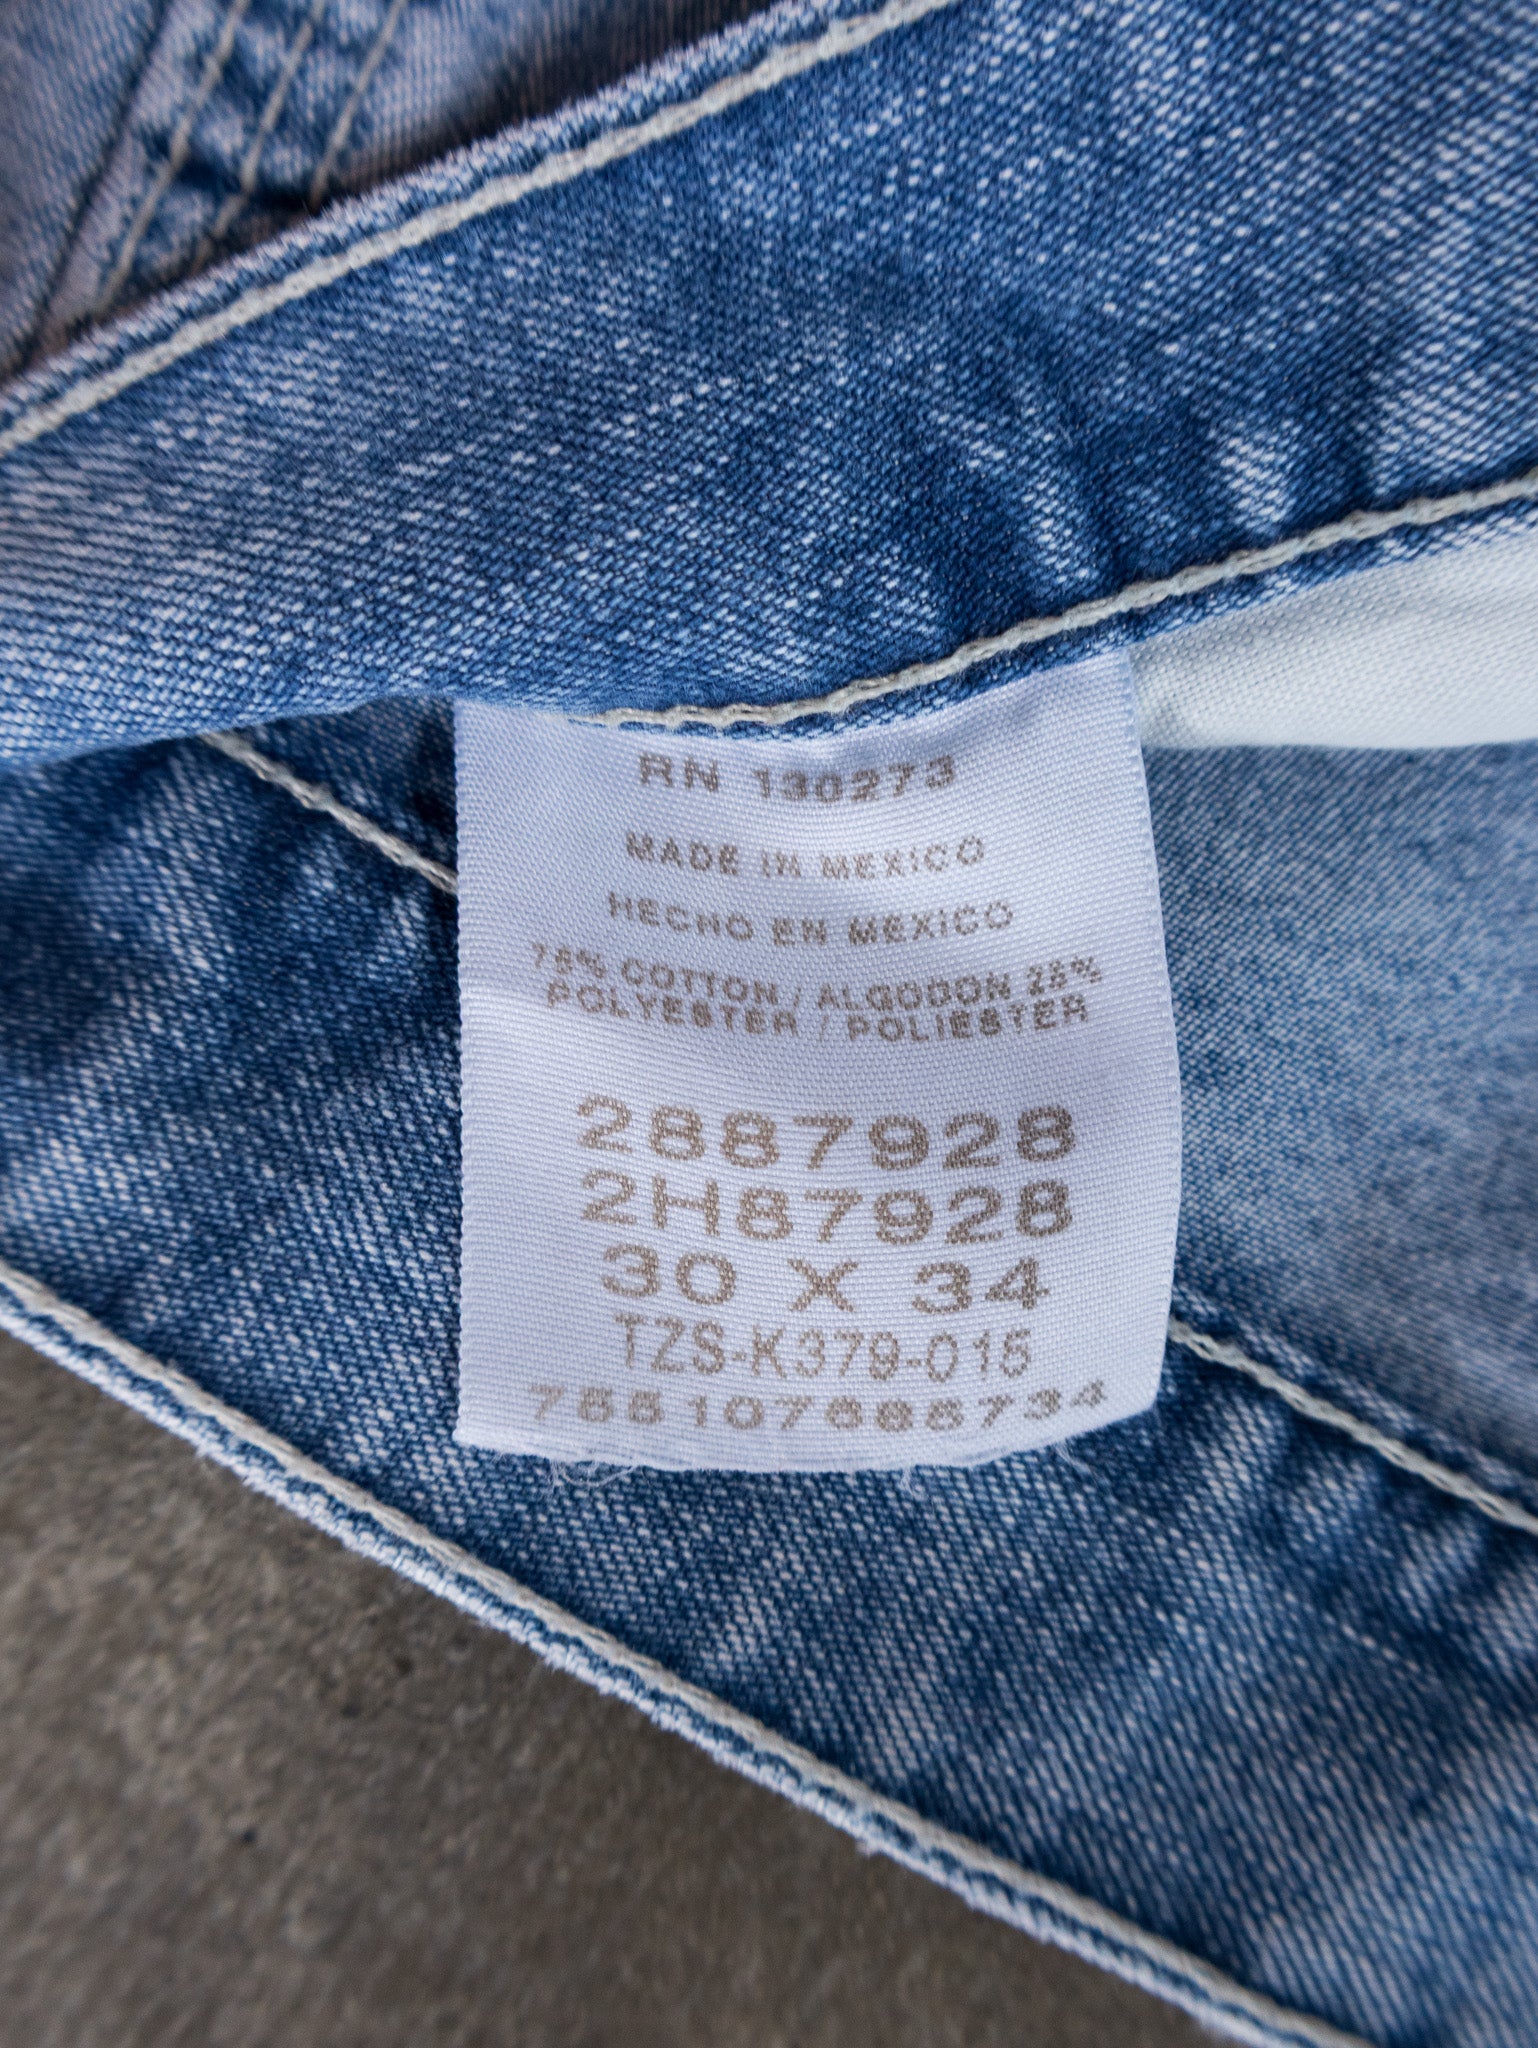 RN 130273
MADE IN MEXICO
HECHO EN MEXICO
75% COTTON / ALGODON 25%
POLYESTER / POLIESTER
2887928
2H87928
30 X 34
TZS-K379-015